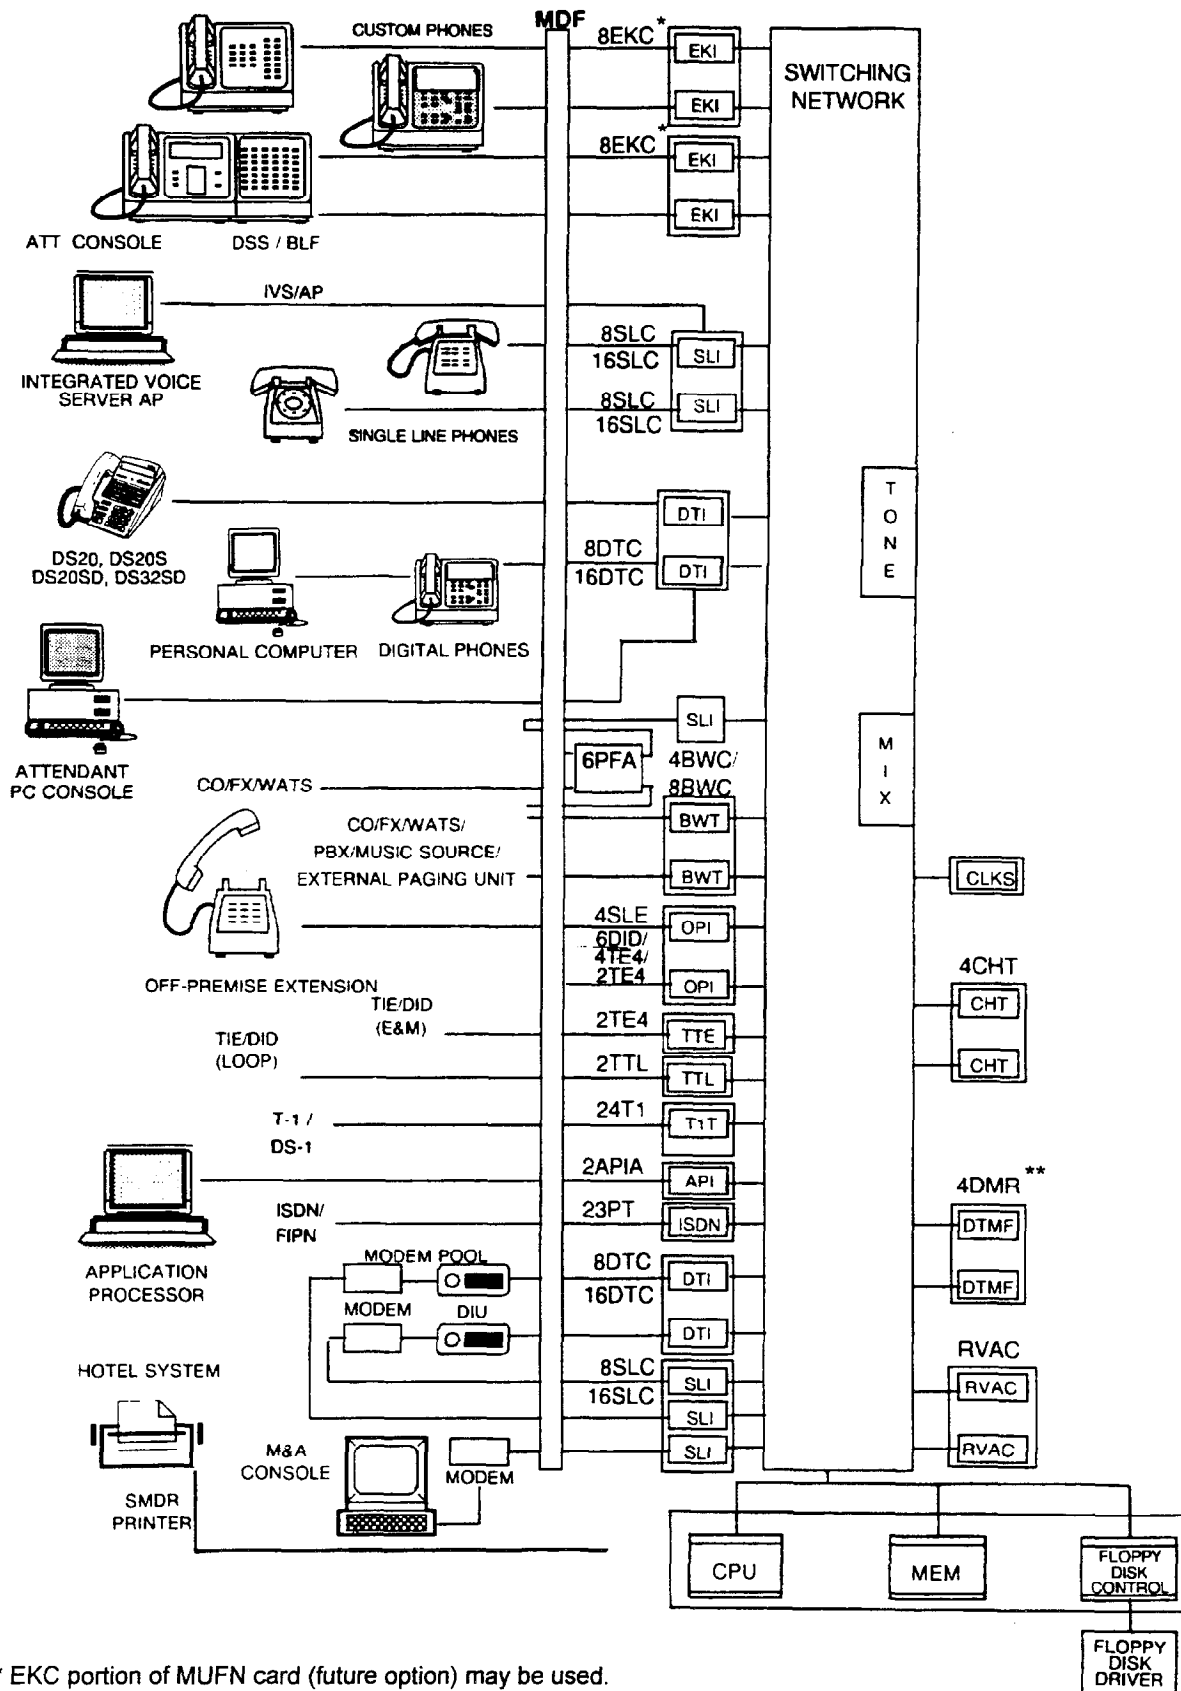 MDF
CUSTOM PHONES
8EKC *
EKI
EKI
SWITCHING
NETWORK
8EKC *
EKI
EKI
ATT CONSOLE
DSS / BLF
IVS/AP
INTEGRATED VOICE
SERVER AP
8SLC
16SLC
SLI
8SLC
16SLC
SLI
SINGLE LINE PHONES
DS20, DS20S
DS20SD, DS32SD
DTI
8DTC
16DTC
DTI
TONE
PERSONAL COMPUTER
DIGITAL PHONES
ATTENDANT
PC CONSOLE
SLI
6PFA
4BWC/
8BWC
MIX
CO/FX/WATS
CO/FX/WATS/
PBX/MUSIC SOURCE/
EXTERNAL PAGING UNIT
BWT
BWT
CLKS
4SLE
6DID/
4TE4/
2TE4
OPI
OPI
OFF-PREMISE EXTENSION
4CHT
CHT
CHT
TIE/DID
(E&M)
2TE4
TTE
TIE/DID
(LOOP)
2TTL
TTL
T-1 /
DS-1
24T1
T1T
2APIA
API
APPLICATION
PROCESSOR
ISDN/
FIPN
23PT
ISDN
4DMR **
DTMF
DTMF
MODEM POOL
MODEM
DIU
8DTC
16DTC
DTI
DTI
8SLC
16SLC
SLI
SLI
SLI
RVAC
RVAC
RVAC
HOTEL SYSTEM
SMDR
PRINTER
M&A
CONSOLE
MODEM
CPU
MEM
FLOPPY
DISK
CONTROL
FLOPPY
DISK
DRIVER
* EKC portion of MUFN card (future option) may be used.